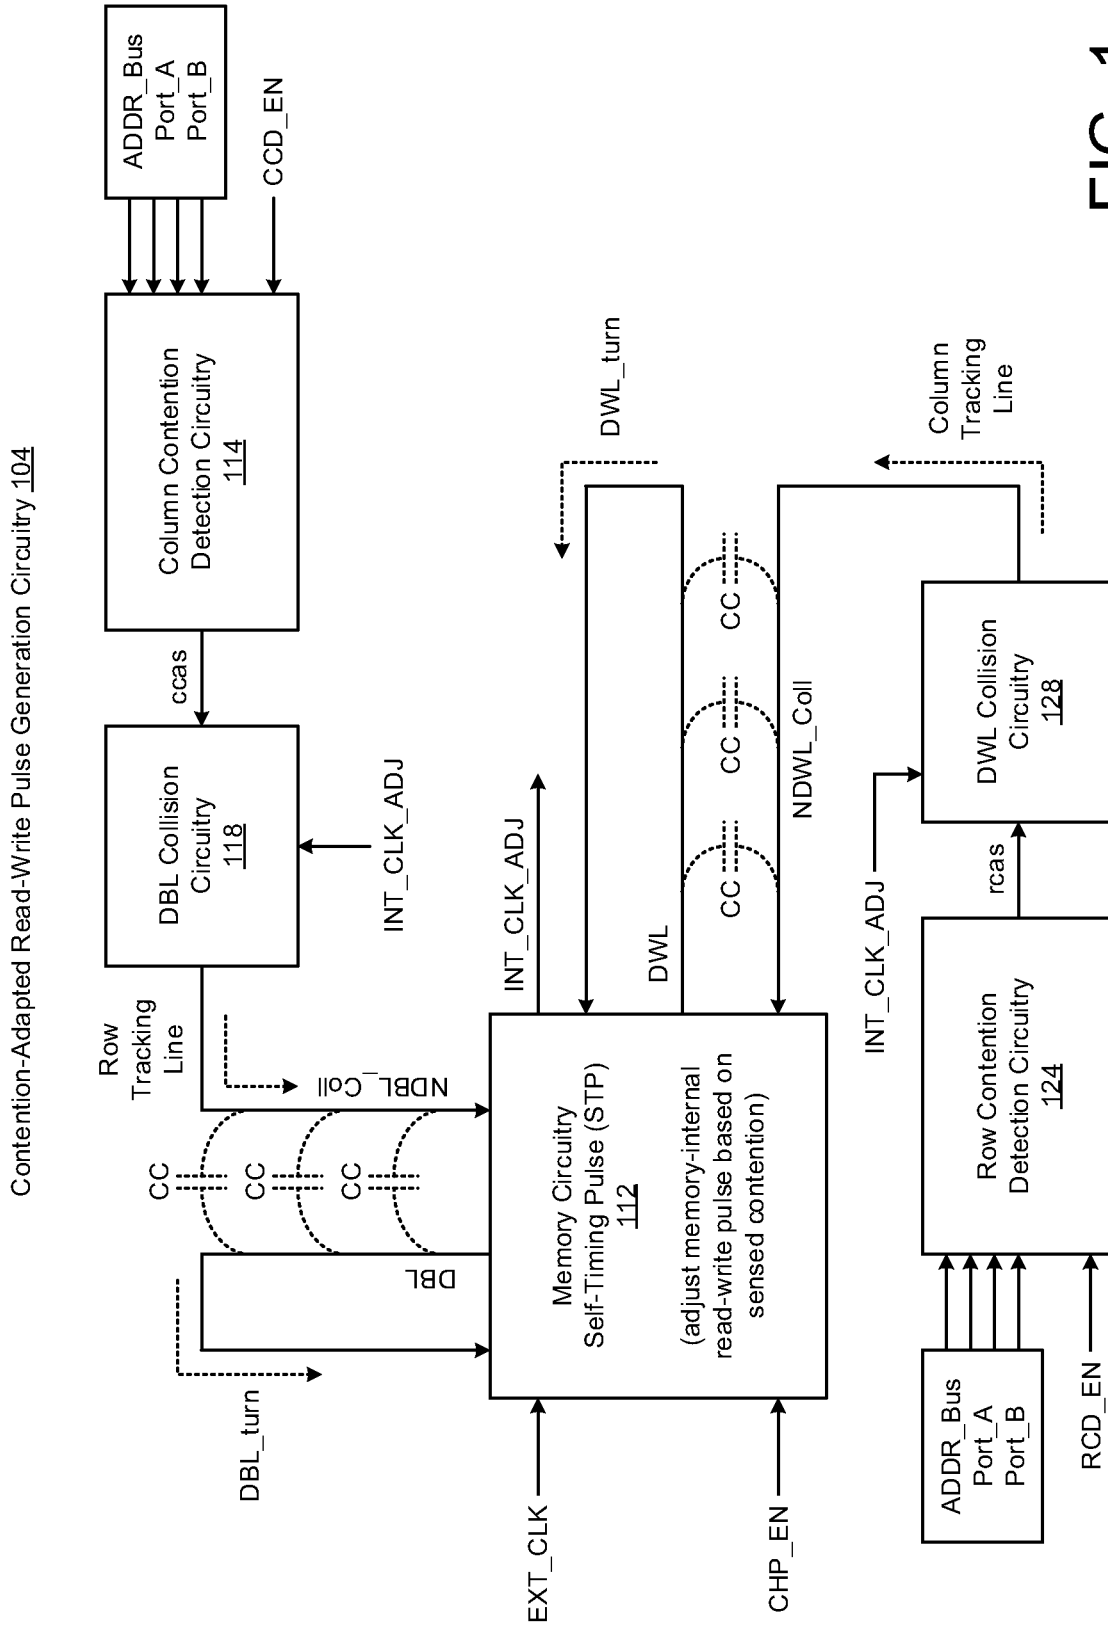 Contention-Adapted Read-Write Pulse Generation Circuitry 104
ADDR_Bus
Port_A
Port_B
CCD_EN
Column Contention
Detection Circuitry
114
ccas
DBL Collision
Circuitry
118
INT_CLK_ADJ
Row
Tracking
Line
NDBL_Coll
CC
CC
CC
DBL
DBL_turn
EXT_CLK
CHP_EN
Memory Circuitry
Self-Timing Pulse (STP)
112
(adjust memory-internal
read-write pulse based on
sensed contention)
INT_CLK_ADJ
DWL
DWL_turn
CC
CC
CC
NDWL_Coll
Column
Tracking
Line
ADDR_Bus
Port_A
Port_B
RCD_EN
Row Contention
Detection Circuitry
124
rcas
INT_CLK_ADJ
DWL Collision
Circuitry
128
FIG. 1